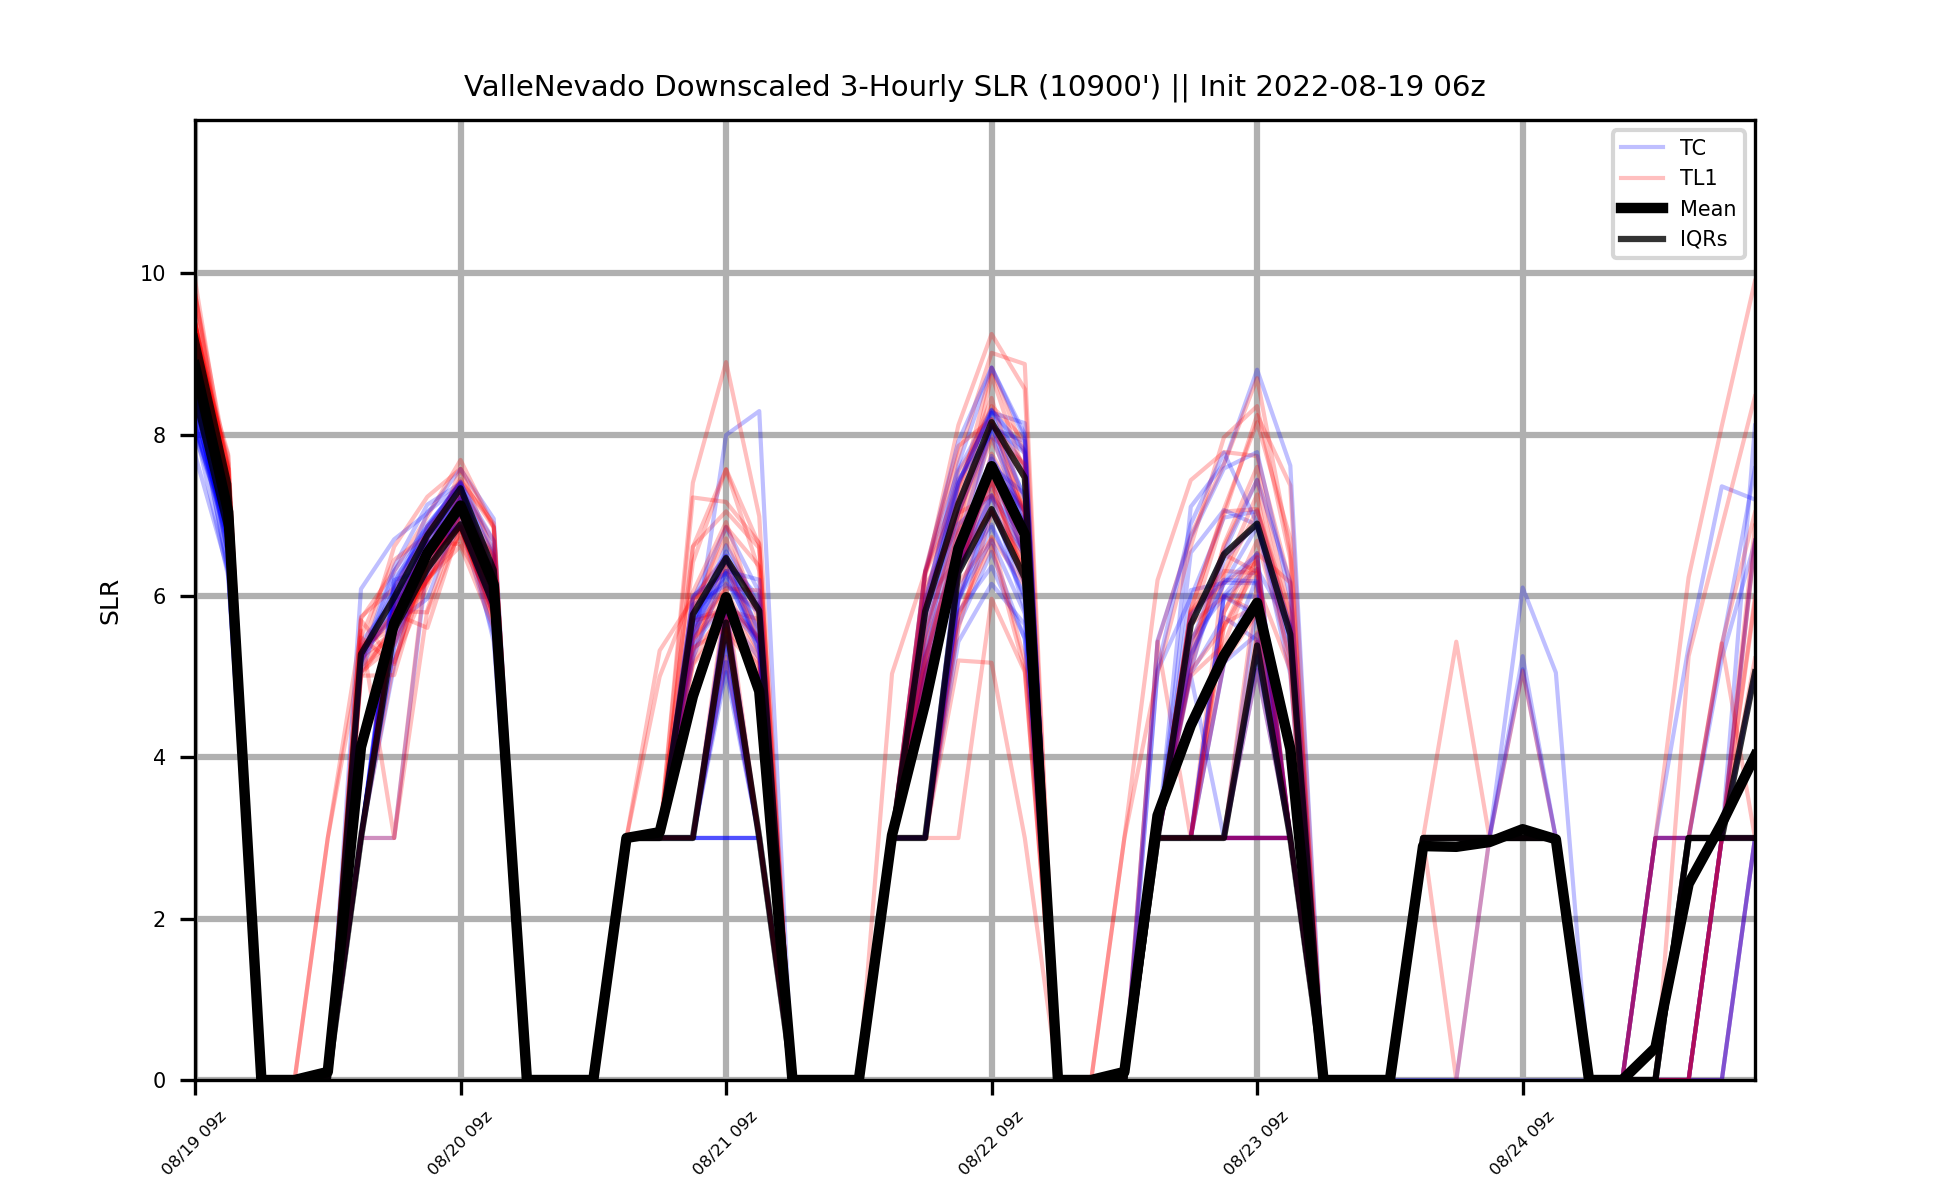 ValleNevado Downscaled 3-Hourly SLR (10900') || Init 2022-08-19 06z
TC
TL1
Mean
IQRs
SLR
10
8
6
4
2
0
08/19 09z
08/20 09z
08/21 09z
08/22 09z
08/23 09z
08/24 09z